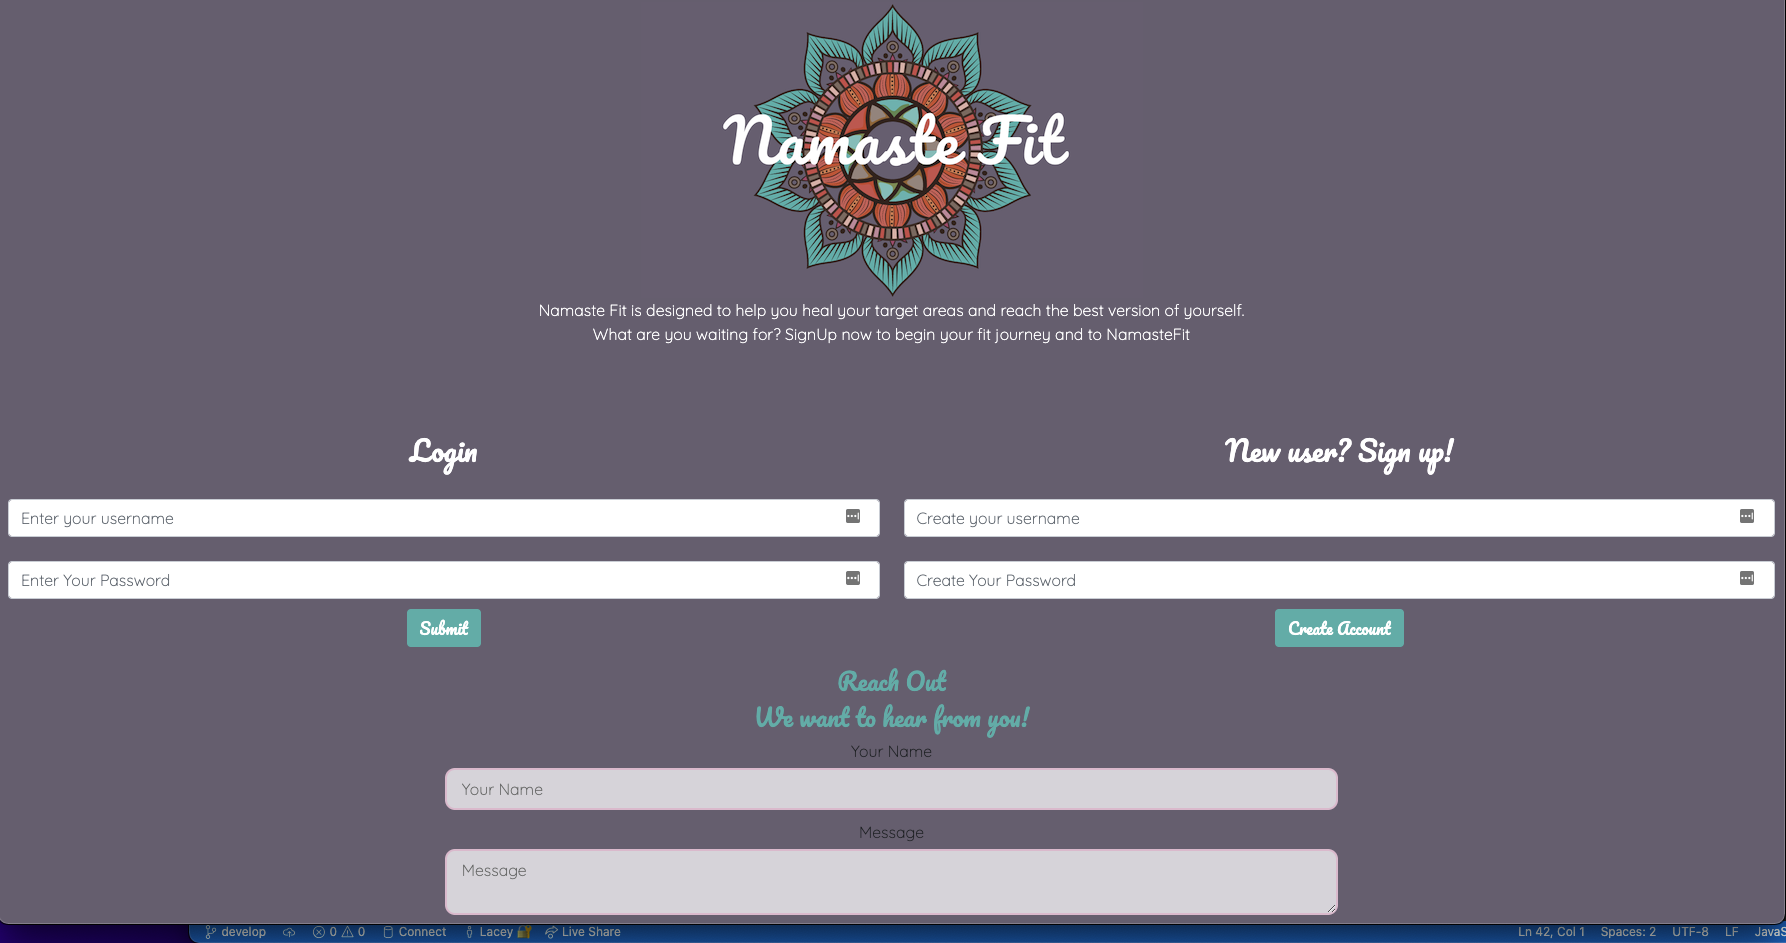 Namaste Fit
Namaste Fit is designed to help you heal your target areas and reach the best version of yourself.
What are you waiting for? SignUp now to begin your fit journey and to NamasteFit
Login
New user? Sign up!
Enter your username
Create your username
Enter Your Password
Create Your Password
Submit
Create Account
Reach Out
We want to hear from you!
Your Name
Your Name
Message
Message
develop 0 0 Connect Lacey Live Share Ln 42, Col 1 Spaces: 2 UTF-8 LF JavaS